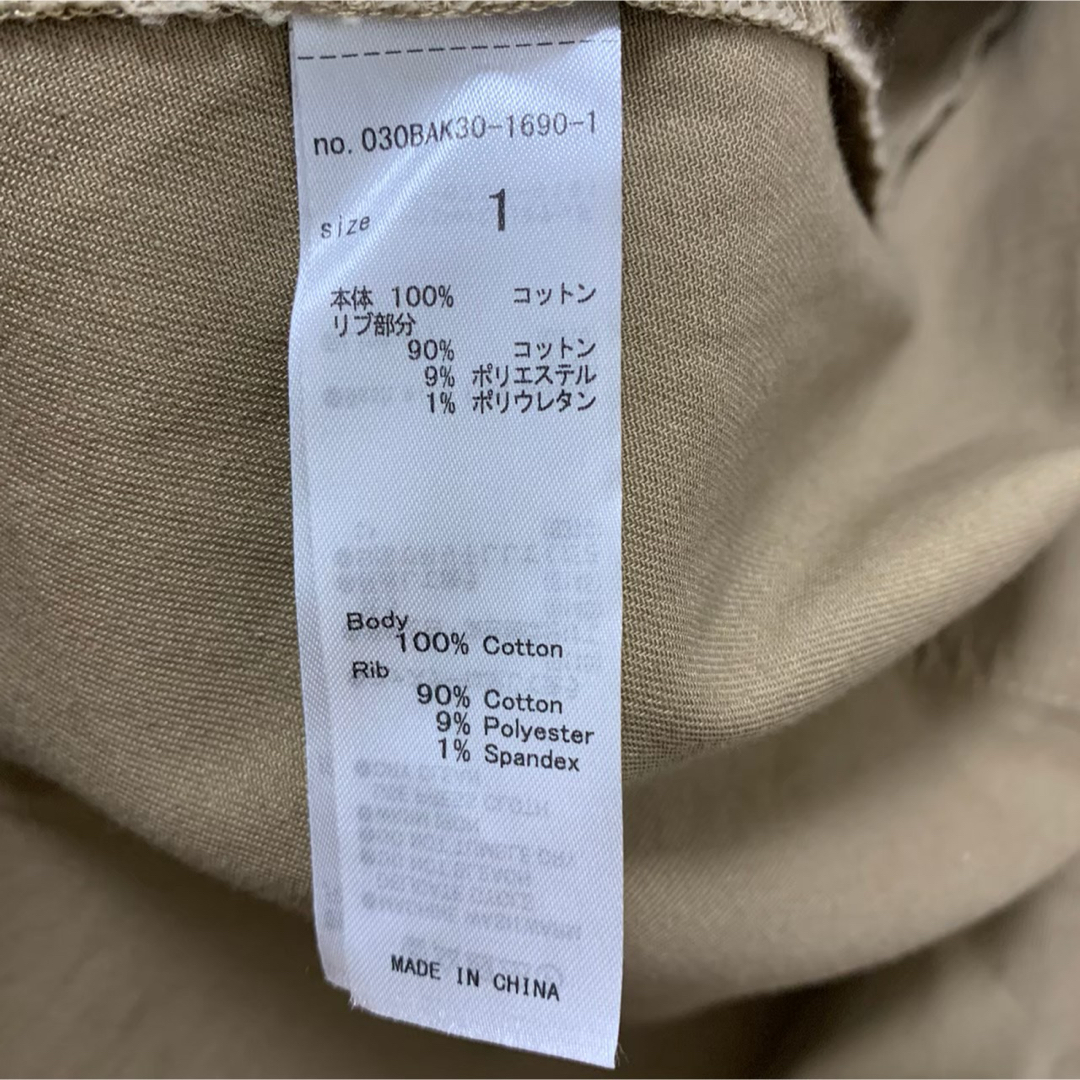 no. 030BAK30-1690-1
size 1
本体 100% コットン
リブ部分
90% コットン
9% ポリエステル
1% ポリウレタン
Body
100% Cotton
Rib
90% Cotton
9% Polyester
1% Spandex
MADE IN CHINA